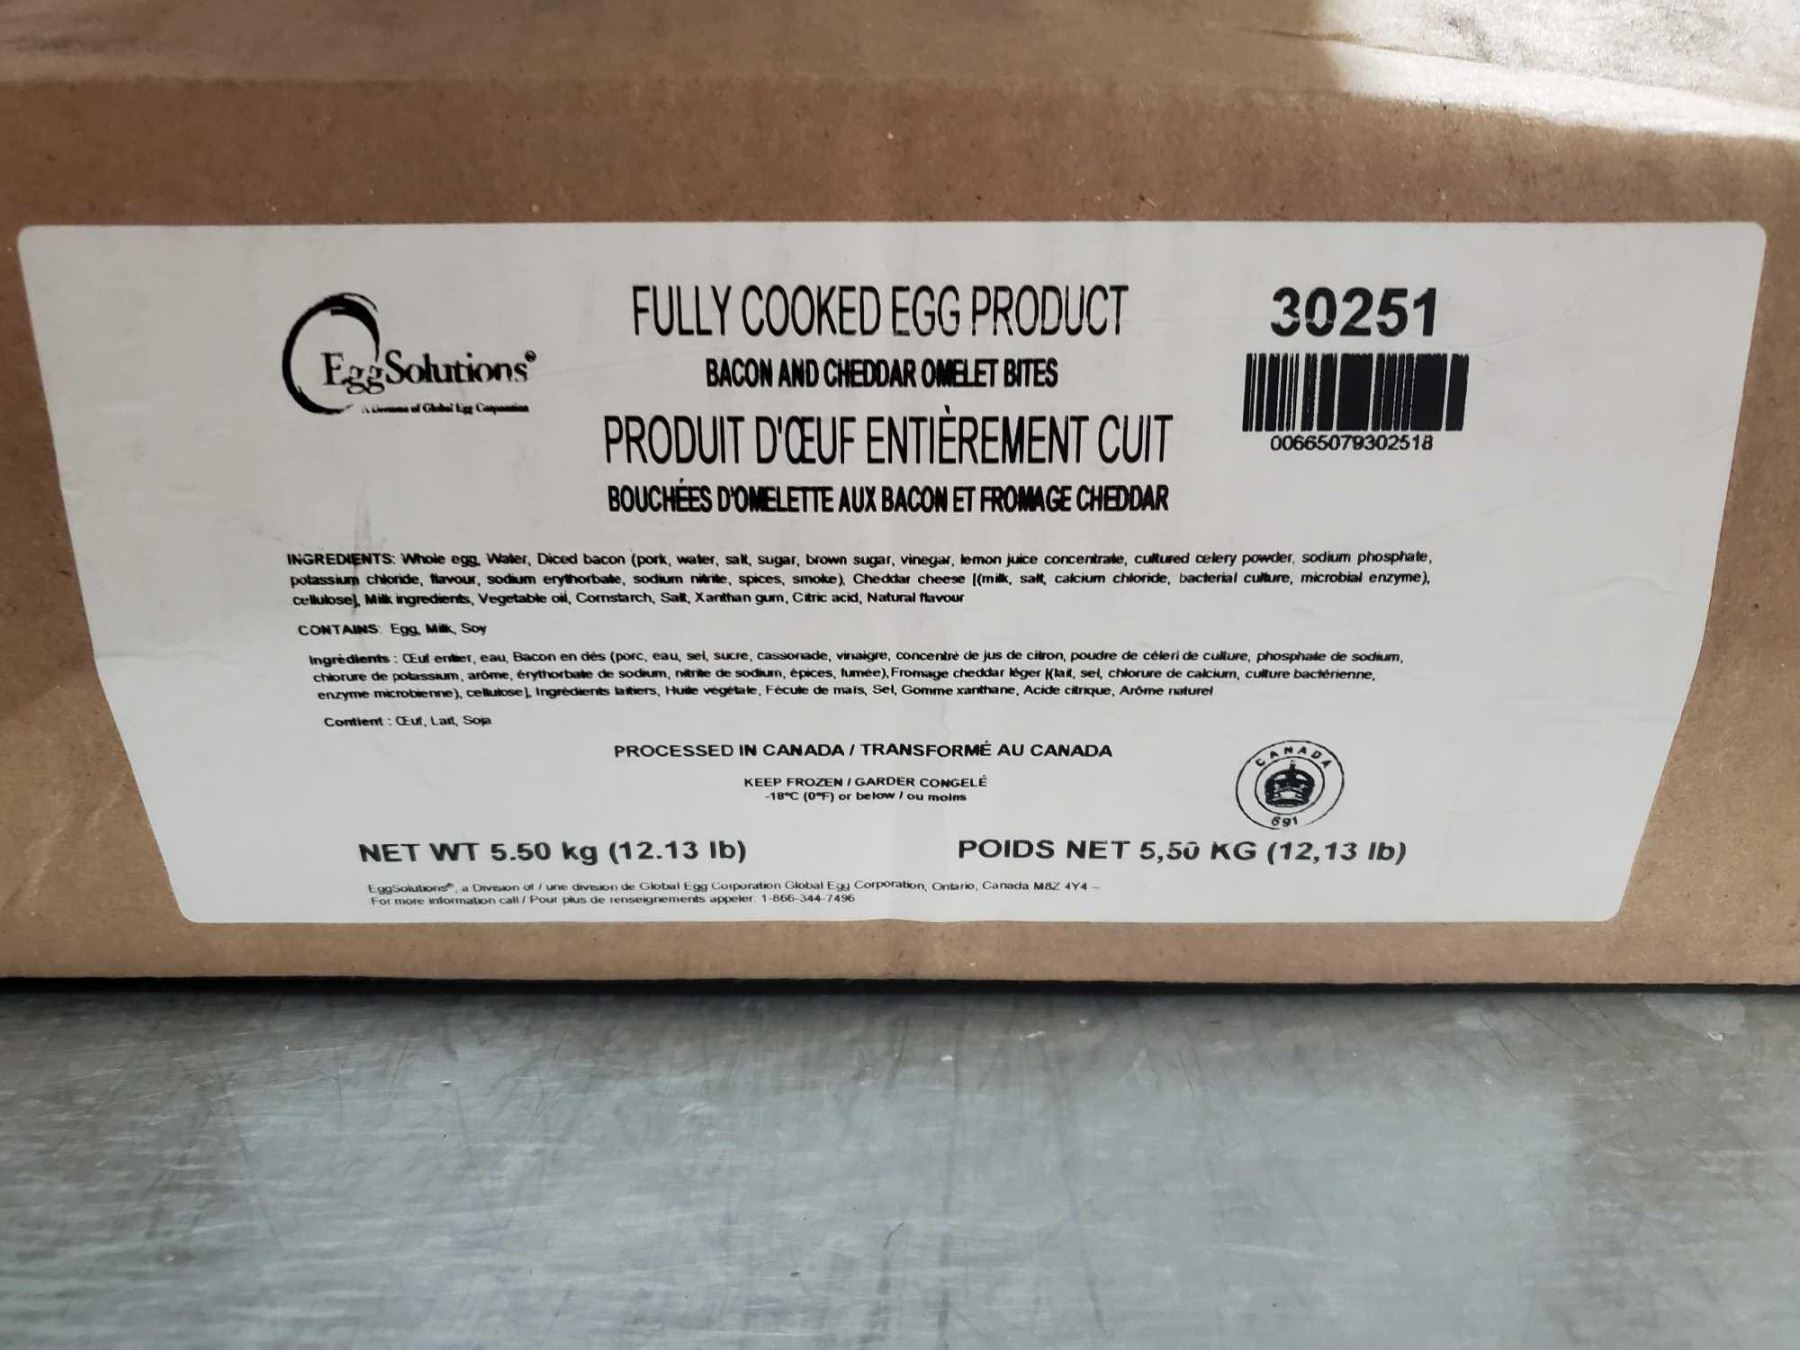 EggSolutions®
A Division of Global Egg Corporation
FULLY COOKED EGG PRODUCT
BACON AND CHEDDAR OMELET BITES
PRODUIT D'ŒUF ENTIÈREMENT CUIT
BOUCHÉES D'OMELETTE AUX BACON ET FROMAGE CHEDDAR
30251
00665079302518
INGREDIENTS: Whole egg, Water, Diced bacon (pork, water, salt, sugar, brown sugar, vinegar, lemon juice concentrate, cultured celery powder, sodium phosphate,
potassium chloride, flavour, sodium erythorbate, sodium nitrite, spices, smoke), Cheddar cheese [(milk, salt, calcium chloride, bacterial culture, microbial enzyme),
cellulose], Milk ingredients, Vegetable oil, Cornstarch, Salt, Xanthan gum, Citric acid, Natural flavour
CONTAINS: Egg, Milk, Soy
Ingrédients : Œuf entier, eau, Bacon en dés (porc, eau, sel, sucre, cassonade, vinaigre, concentré de jus de citron, poudre de céleri de culture, phosphate de sodium,
chlorure de potassium, arôme, érythorbate de sodium, nitrite de sodium, épices, fumée), Fromage cheddar léger [(lait, sel, chlorure de calcium, culture bactérienne,
enzyme microbienne), cellulose], Ingrédients laitiers, Huile végétale, Fécule de maïs, Sel, Gomme xanthane, Acide citrique, Arôme naturel
Contient : Œuf, Lait, Soja
PROCESSED IN CANADA / TRANSFORMÉ AU CANADA
KEEP FROZEN / GARDER CONGELÉ
-18°C (0°F) or below / ou moins
CANADA
691
NET WT 5.50 kg (12.13 lb)
POIDS NET 5,50 KG (12,13 lb)
EggSolutions®, a Division of / une division de Global Egg Corporation Global Egg Corporation, Ontario, Canada M8Z 4Y4 –
For more information call / Pour plus de renseignements appeler. 1-866-344-7496